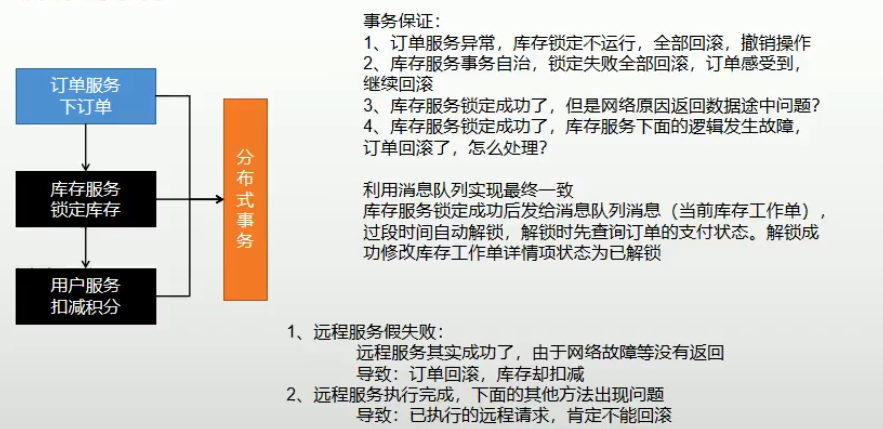 订单服务
下订单
库存服务
锁定库存
用户服务
扣减积分
分布式事务
事务保证：
1、订单服务异常，库存锁定不运行，全部回滚，撤销操作
2、库存服务事务自治，锁定失败全部回滚，订单感受到，
继续回滚
3、库存服务锁定成功了，但是网络原因返回数据途中问题？
4、库存服务锁定成功了，库存服务下面的逻辑发生故障，
订单回滚了，怎么处理？
利用消息队列实现最终一致
库存服务锁定成功后发给消息队列消息（当前库存工作单），
过段时间自动解锁，解锁时先查询订单的支付状态。解锁成
功修改库存工作单详情项状态为已解锁
1、远程服务假失败：
远程服务其实成功了，由于网络故障等没有返回
导致：订单回滚，库存却扣减
2、远程服务执行完成，下面的其他方法出现问题
导致：已执行的远程请求，肯定不能回滚